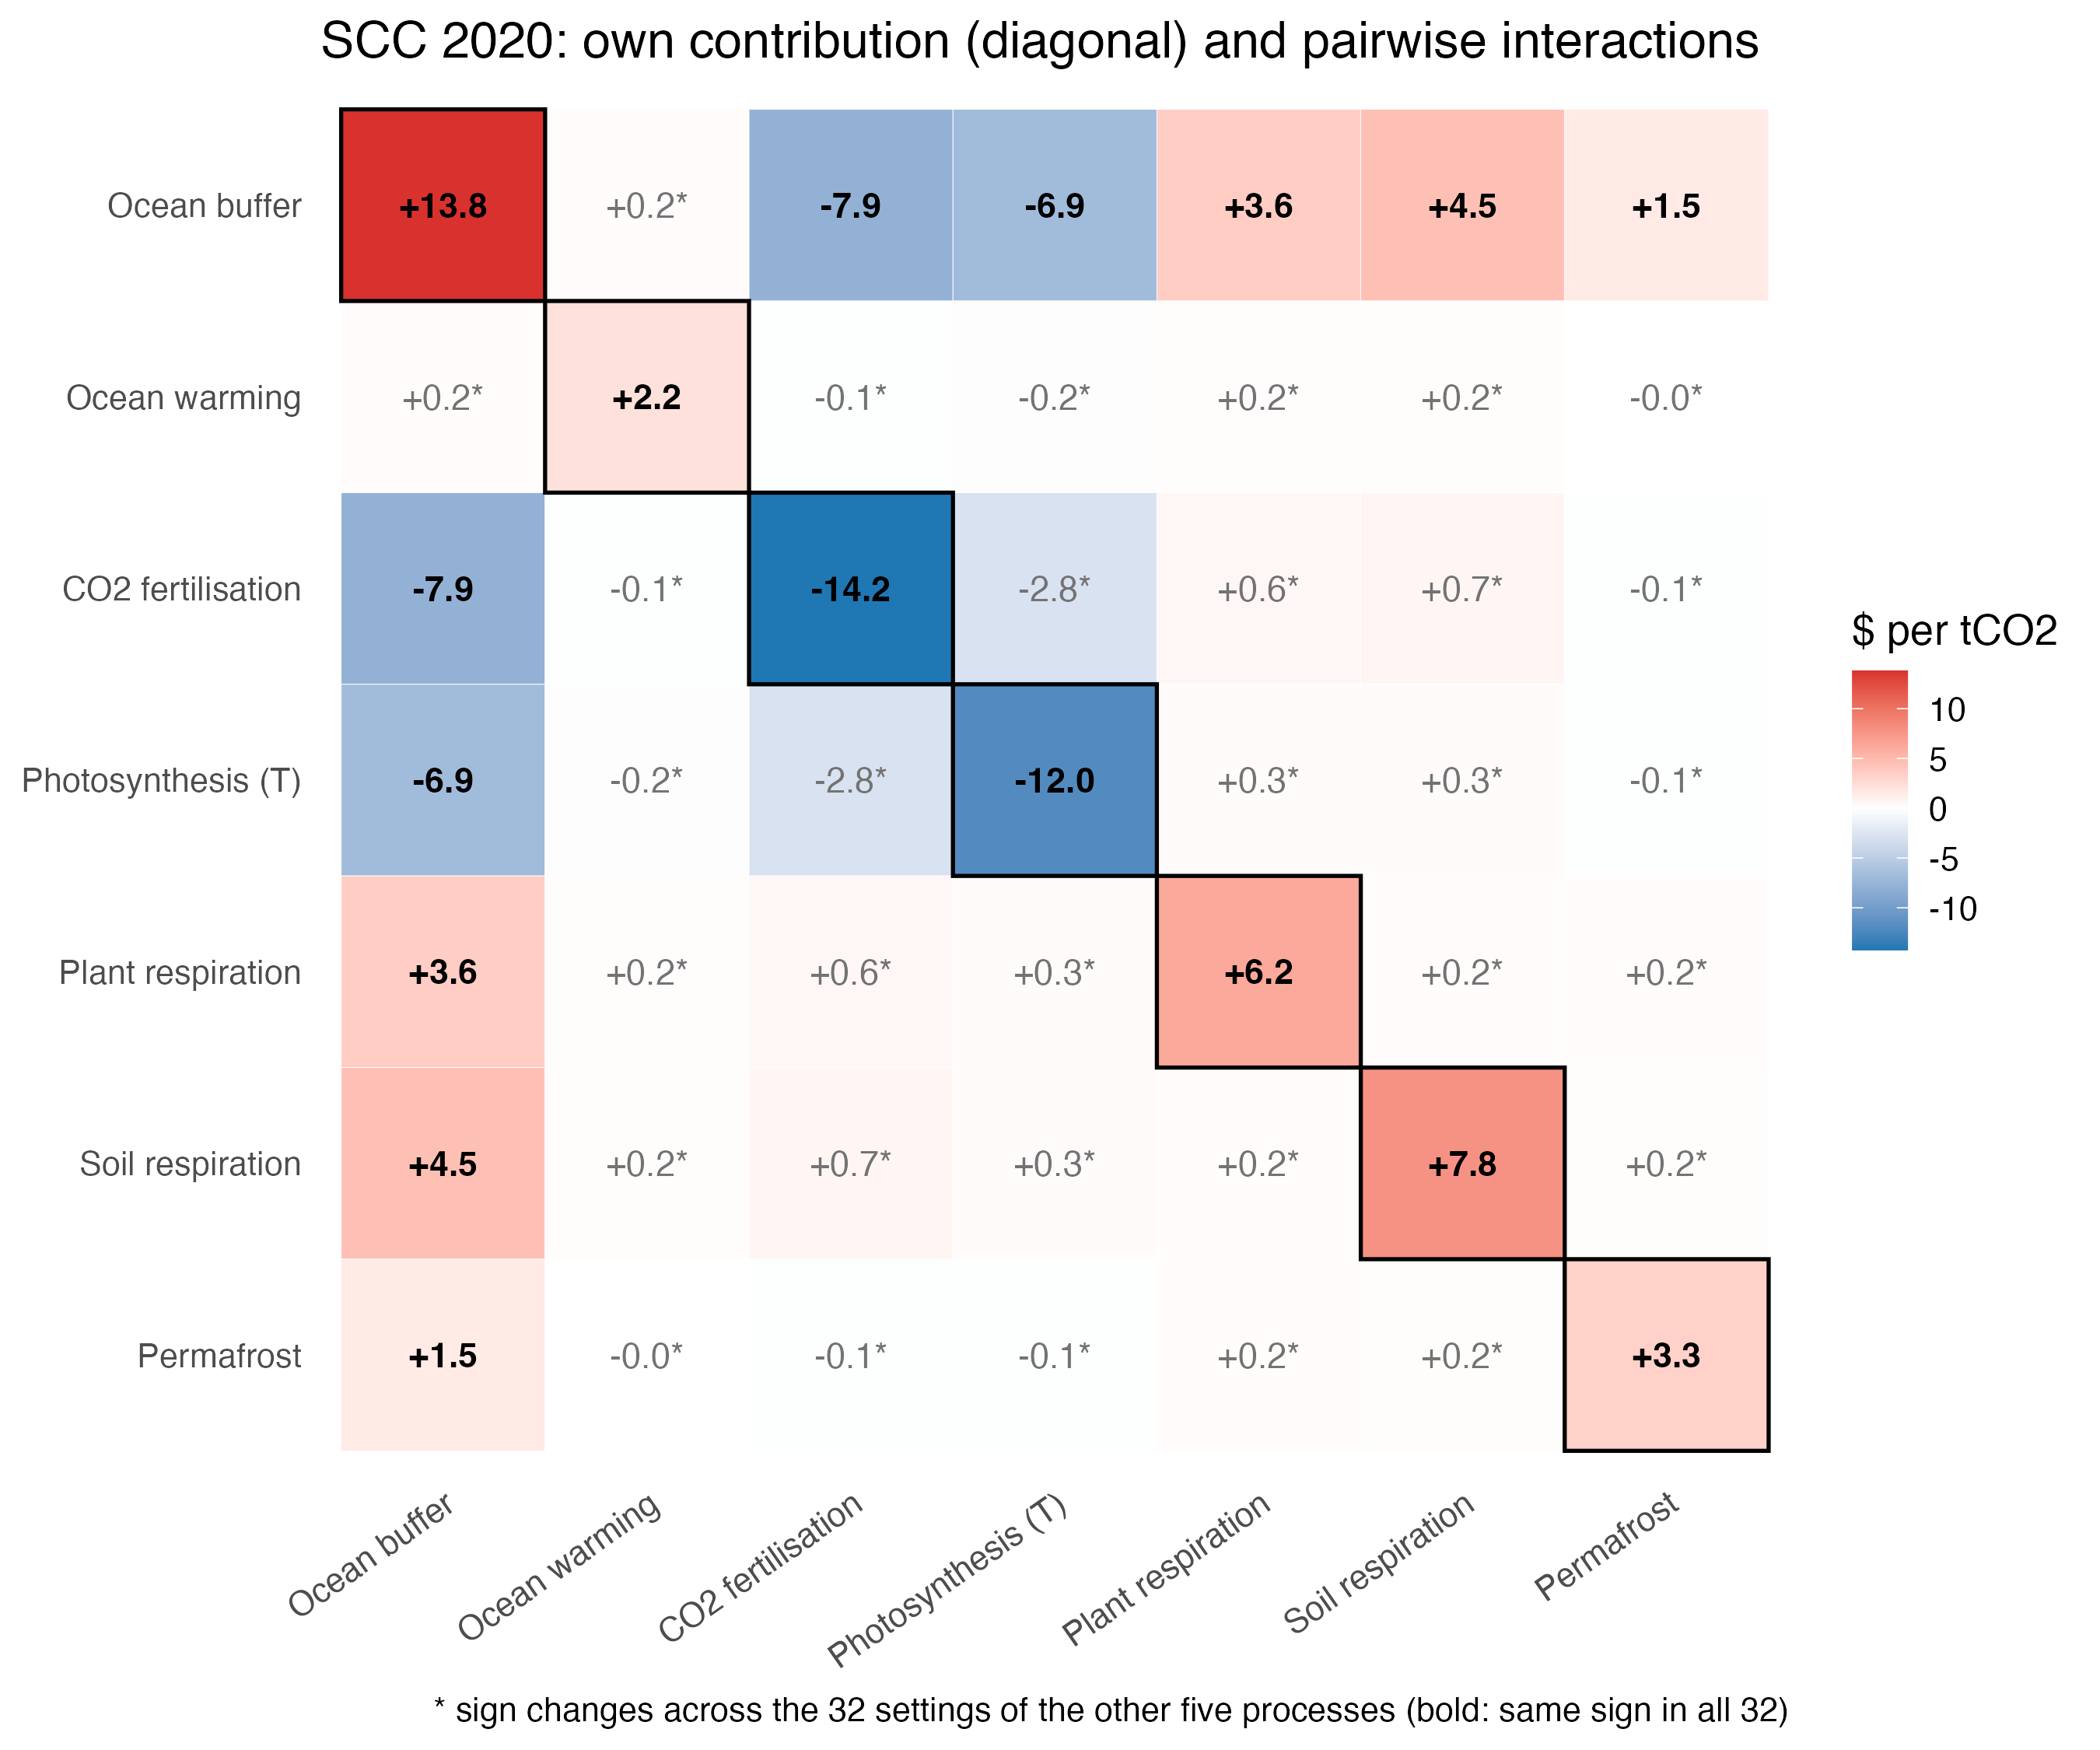 SCC 2020: own contribution (diagonal) and pairwise interactions
Ocean buffer +13.8 +0.2* -7.9 -6.9 +3.6 +4.5 +1.5
Ocean warming +0.2* +2.2 -0.1* -0.2* +0.2* +0.2* -0.0*
CO2 fertilisation -7.9 -0.1* -14.2 -2.8* +0.6* +0.7* -0.1*
Photosynthesis (T) -6.9 -0.2* -2.8* -12.0 +0.3* +0.3* -0.1*
Plant respiration +3.6 +0.2* +0.6* +0.3* +6.2 +0.2* +0.2*
Soil respiration +4.5 +0.2* +0.7* +0.3* +0.2* +7.8 +0.2*
Permafrost +1.5 -0.0* -0.1* -0.1* +0.2* +0.2* +3.3
Ocean buffer
Ocean warming
CO2 fertilisation
Photosynthesis (T)
Plant respiration
Soil respiration
Permafrost
$ per tCO2
10
5
0
-5
-10
* sign changes across the 32 settings of the other five processes (bold: same sign in all 32)